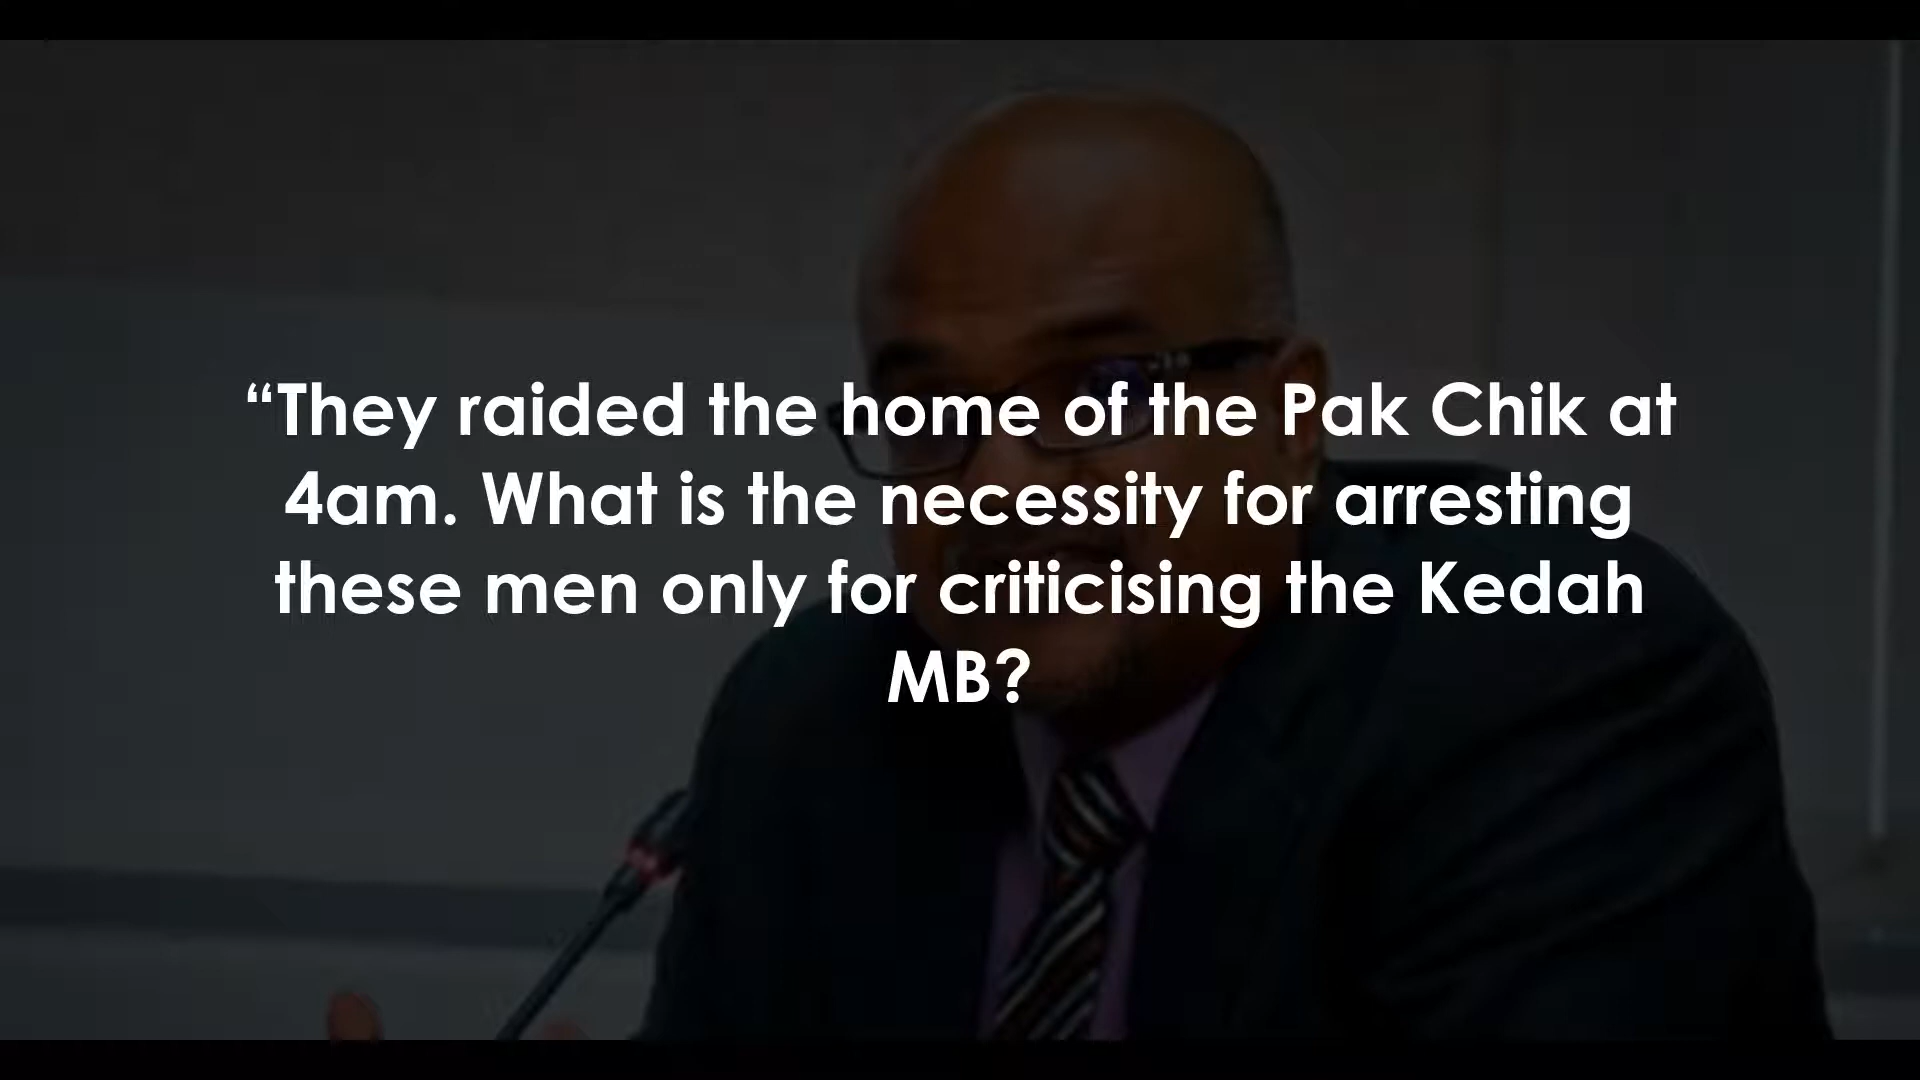 “They raided the home of the Pak Chik at
4am. What is the necessity for arresting
these men only for criticising the Kedah
MB?